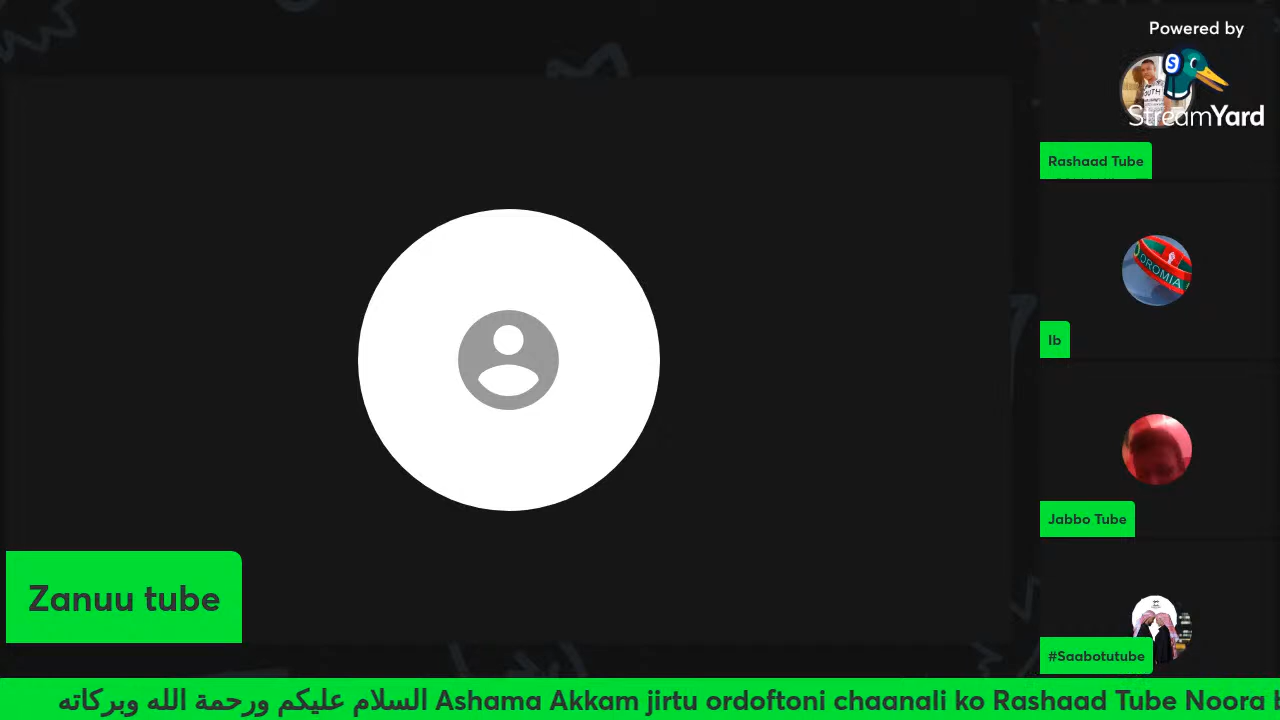 Powered by
StreamYard
Rashaad Tube
OROMIA
Ib
Jabbo Tube
Zanuu tube
#Saabotutube
السلام عليكم ورحمة الله وبركاته Ashama Akkam jirtu ordoftoni chaanali ko Rashaad Tube Noora